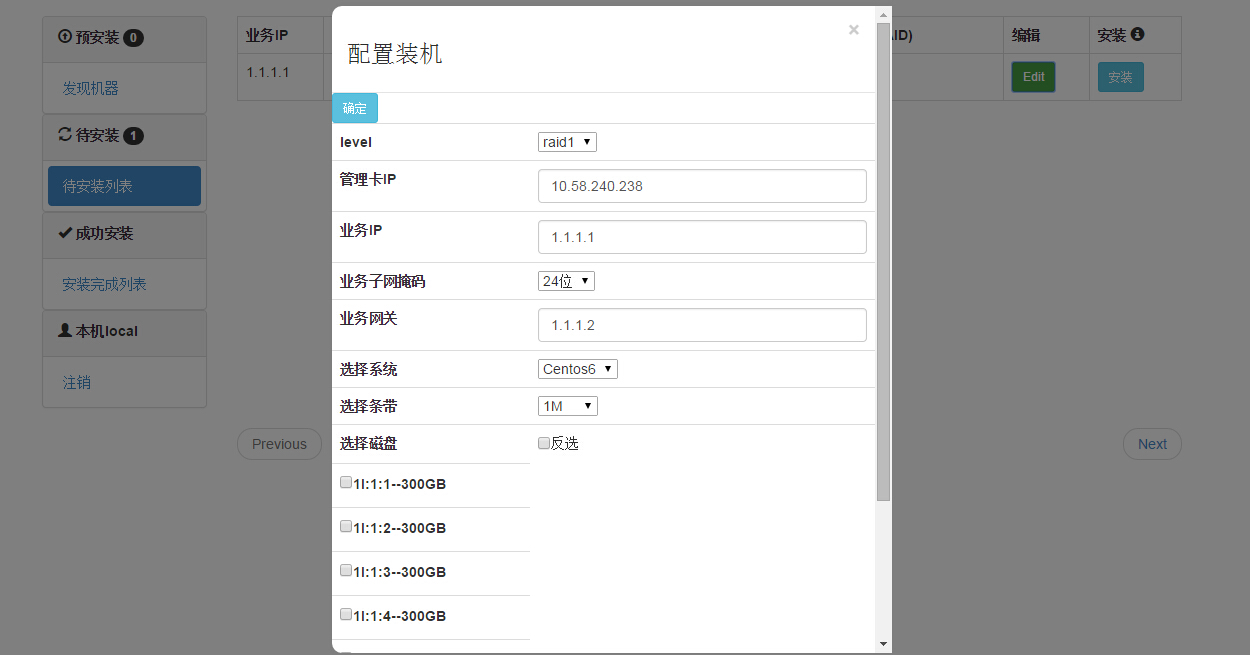 预安装 0
发现机器
待安装 1
待安装列表
成功安装
安装完成列表
本机local
注销
业务IP
AID)
编辑
安装
1.1.1.1
Edit
安装
Previous
Next
×
配置装机
确定
level
raid1
管理卡IP
10.58.240.238
业务IP
1.1.1.1
业务子网掩码
24位
业务网关
1.1.1.2
选择系统
Centos6
选择条带
1M
选择磁盘
反选
1I:1:1--300GB
1I:1:2--300GB
1I:1:3--300GB
1I:1:4--300GB